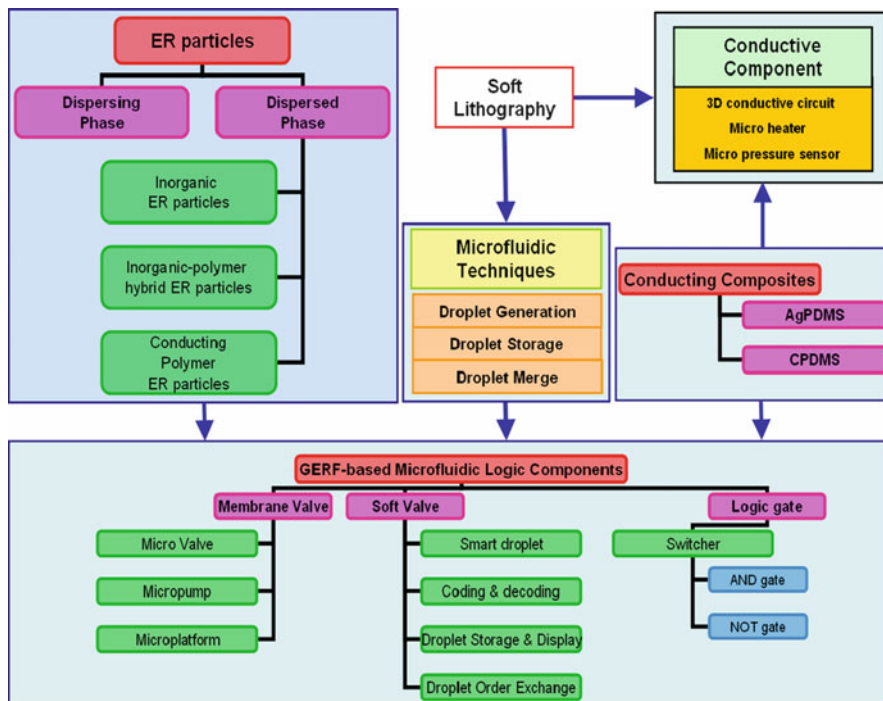 ER particles
Dispersing
Phase
Dispersed
Phase
Inorganic
ER particles
Inorganic-polymer
hybrid ER particles
Conducting
Polymer
ER particles
Soft
Lithography
Conductive
Component
3D conductive circuit
Micro heater
Micro pressure sensor
Microfluidic
Techniques
Droplet Generation
Droplet Storage
Droplet Merge
Conducting Composites
AgPDMS
CPDMS
GERF-based Microfluidic Logic Components
Membrane Valve
Micro Valve
Micropump
Microplatform
Soft Valve
Smart droplet
Coding & decoding
Droplet Storage & Display
Droplet Order Exchange
Logic gate
Switcher
AND gate
NOT gate